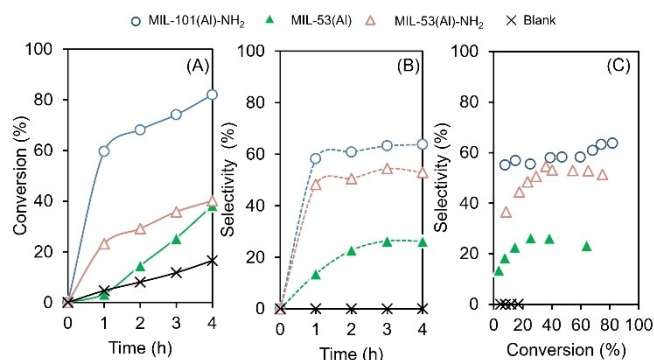 MIL-101(Al)-NH2 MIL-53(Al) MIL-53(Al)-NH2 Blank
(A)
Conversion (%)
100
80
60
40
20
0
0 1 2 3 4
Time (h)
(B)
Selectivity (%)
100
80
60
40
20
0
0 1 2 3 4
Time (h)
(C)
Selectivity (%)
100
80
60
40
20
0
0 20 40 60 80 100
Conversion (%)